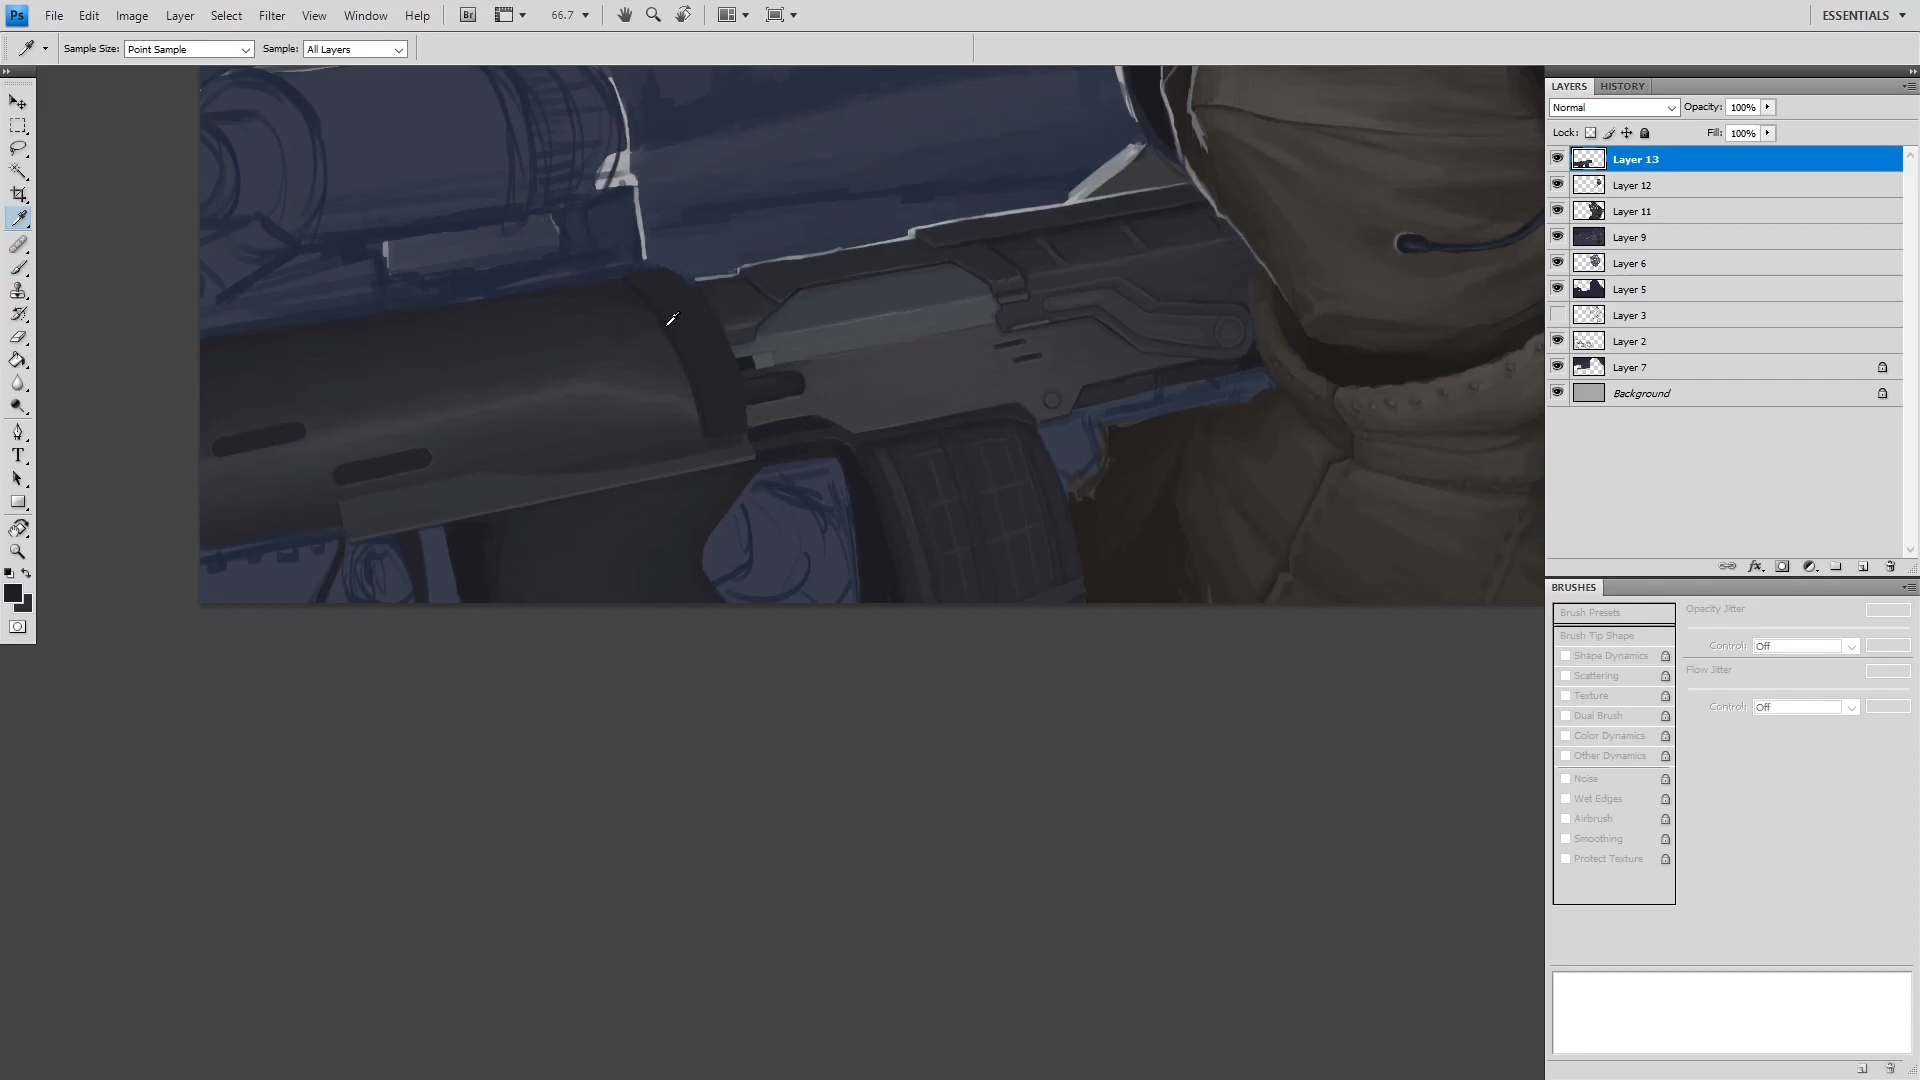 Ps File Edit Image Layer Select Filter View Window Help Br 66.7 ESSENTIALS
Sample Size: Point Sample Sample: All Layers
LAYERS HISTORY
Normal Opacity: 100%
Lock: Fill: 100%
Layer 13
Layer 12
Layer 11
Layer 9
Layer 6
Layer 5
Layer 3
Layer 2
Layer 7
Background
T
fx
BRUSHES
Brush Presets Opacity Jitter
Brush Tip Shape
Control: Off
Shape Dynamics
Flow Jitter
Scattering
Texture
Control: Off
Dual Brush
Color Dynamics
Other Dynamics
Noise
Wet Edges
Airbrush
Smoothing
Protect Texture